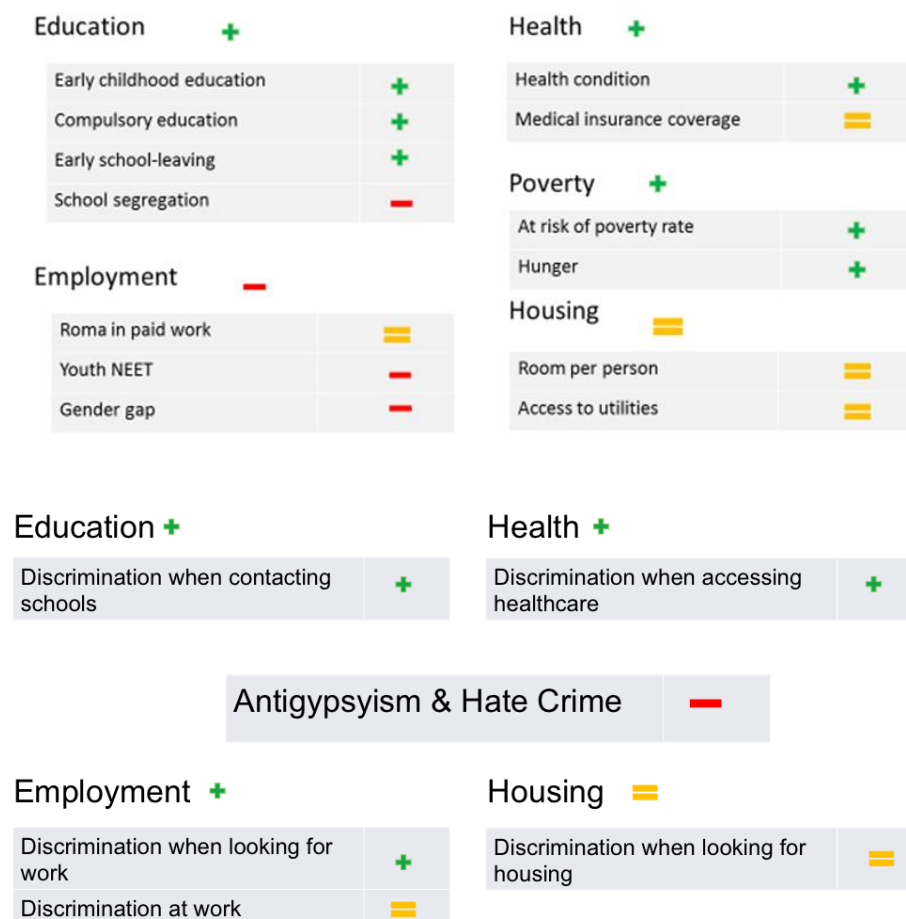 Education +
Early childhood education +
Compulsory education +
Early school-leaving +
School segregation −
Employment −
Roma in paid work =
Youth NEET −
Gender gap −
Health +
Health condition +
Medical insurance coverage =
Poverty +
At risk of poverty rate +
Hunger +
Housing =
Room per person =
Access to utilities =
Education +
Discrimination when contacting
schools +
Health +
Discrimination when accessing
healthcare +
Antigypsyism & Hate Crime −
Employment +
Discrimination when looking for
work +
Discrimination at work =
Housing =
Discrimination when looking for
housing =